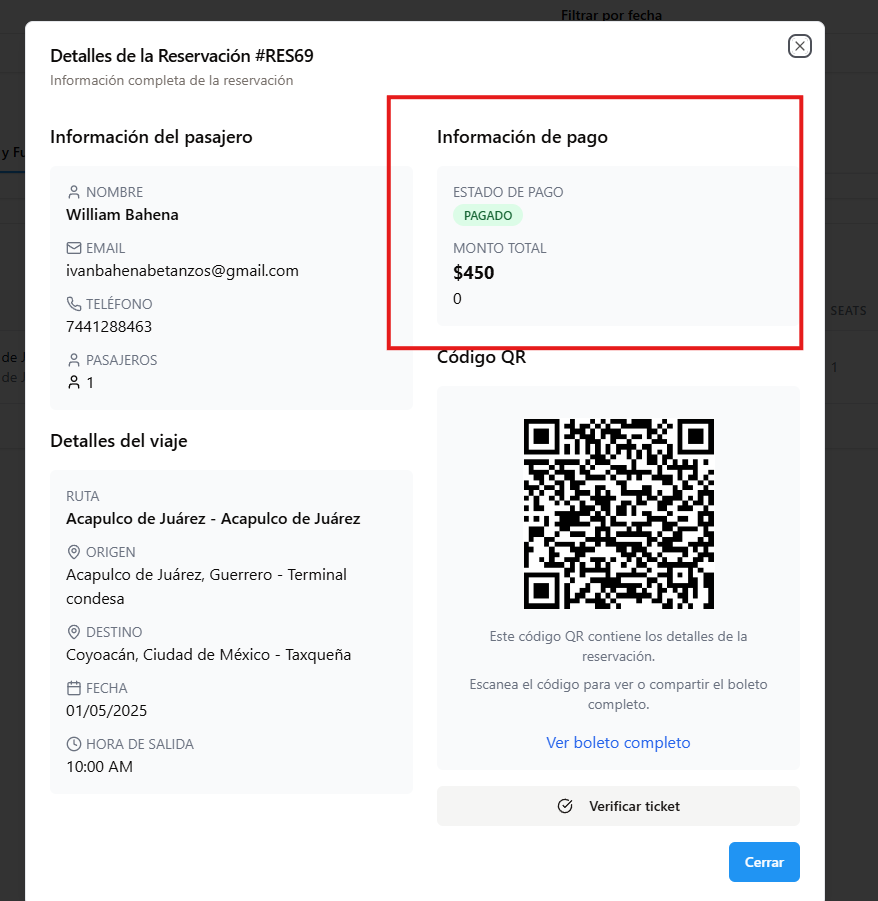 Filtrar por fecha
Detalles de la Reservación #RES69
Información completa de la reservación
y Fu
Información del pasajero
NOMBRE
William Bahena
EMAIL
ivanbahenabetanzos@gmail.com
TELÉFONO
7441288463
PASAJEROS
1
Información de pago
ESTADO DE PAGO
PAGADO
MONTO TOTAL
$450
0
SEATS
de J
de J
1
Detalles del viaje
RUTA
Acapulco de Juárez - Acapulco de Juárez
ORIGEN
Acapulco de Juárez, Guerrero - Terminal
condesa
DESTINO
Coyoacán, Ciudad de México - Taxqueña
FECHA
01/05/2025
HORA DE SALIDA
10:00 AM
Código QR
Este código QR contiene los detalles de la
reservación.
Escanea el código para ver o compartir el boleto
completo.
Ver boleto completo
Verificar ticket
Cerrar